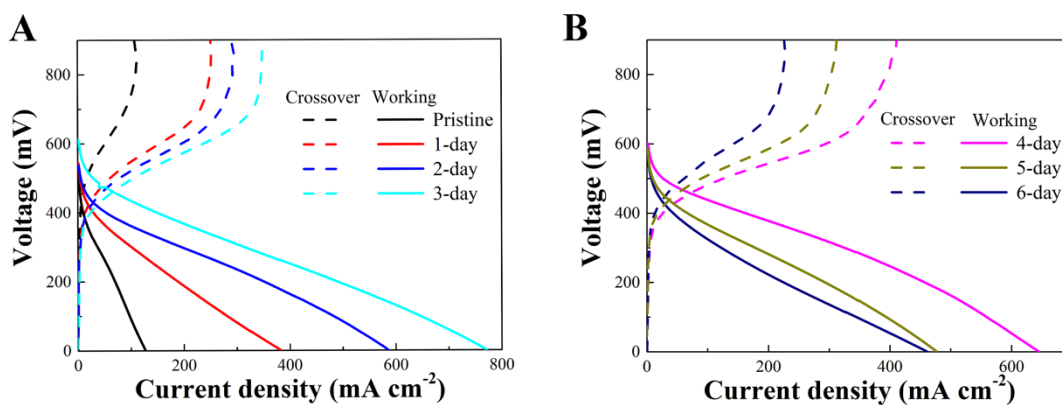 A
Voltage (mV)
800
600
400
200
0
Crossover Working
Pristine
1-day
2-day
3-day
0 200 400 600 800
Current density (mA cm-2)
B
Voltage (mV)
800
600
400
200
0
Crossover Working
4-day
5-day
6-day
0 200 400 600
Current density (mA cm-2)